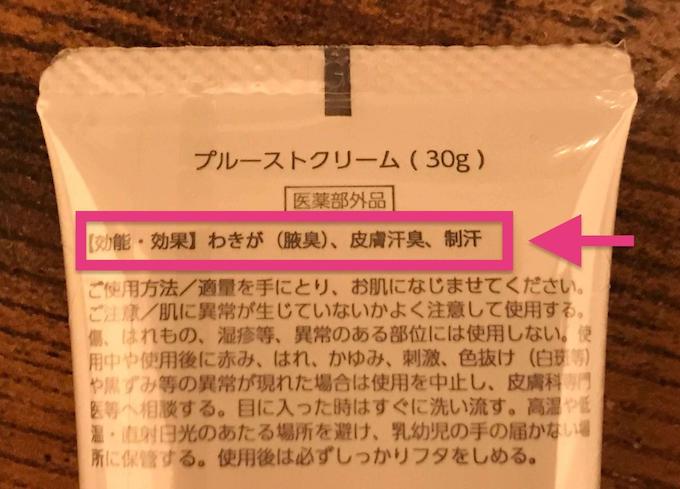 プルーストクリーム（30g）
医薬部外品
【効能・効果】わきが（腋臭）、皮膚汗臭、制汗
ご使用方法／適量を手にとり、お肌になじませてください。
ご注意／肌に異常が生じていないかよく注意して使用する。
傷、はれもの、湿疹等、異常のある部位には使用しない。使
用中や使用後に赤み、はれ、かゆみ、刺激、色抜け（白斑等）
や黒ずみ等の異常が現れた場合は使用を中止し、皮膚科専門
医等へ相談する。目に入った時はすぐに洗い流す。高温や低
温・直射日光のあたる場所を避け、乳幼児の手の届かない場
所に保管する。使用後は必ずしっかりフタをしめる。